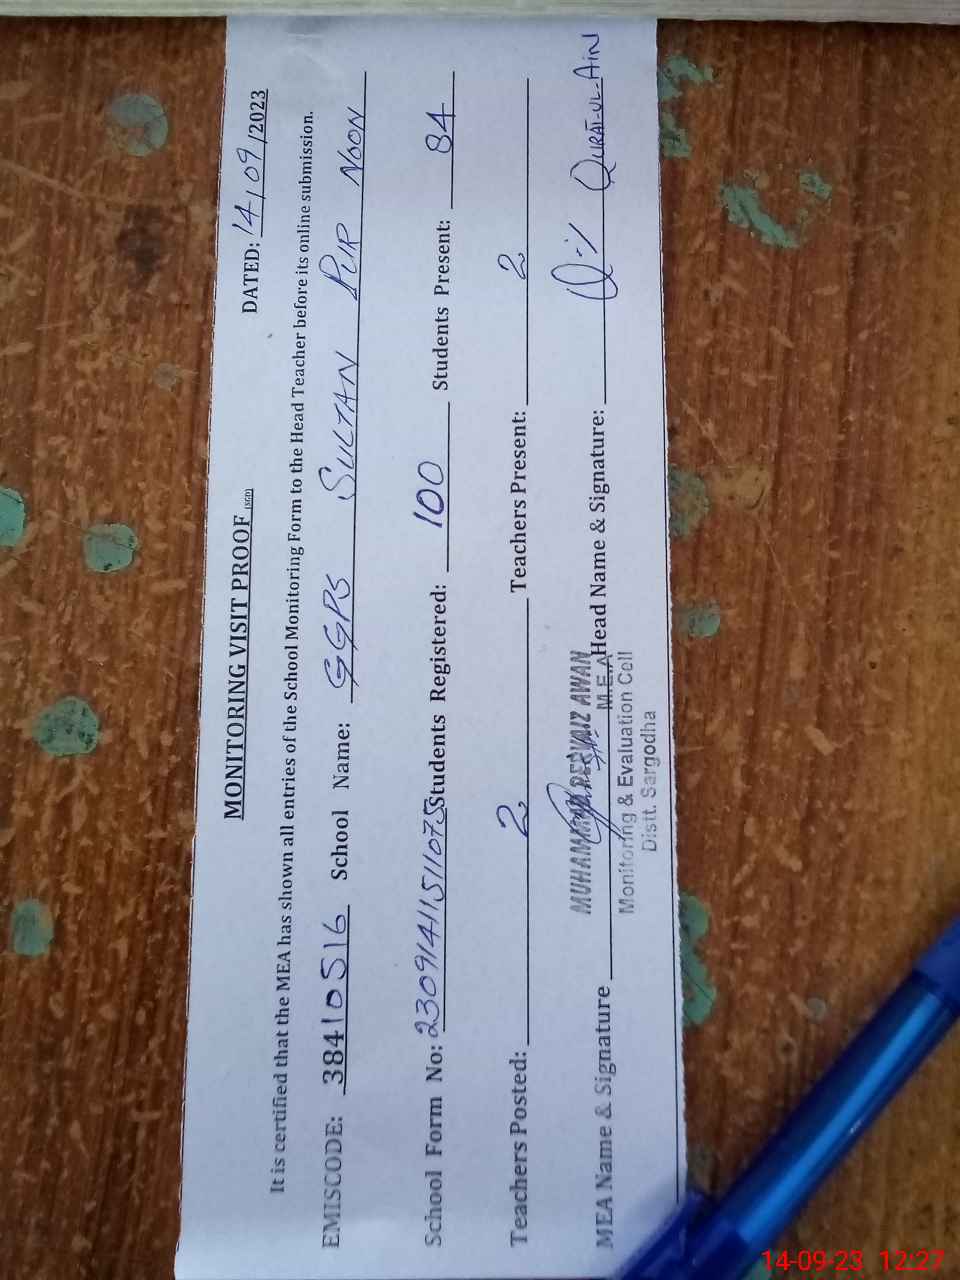 MONITORING VISIT PROOF (SGD)
DATED: 14/09/2023
It is certified that the MEA has shown all entries of the School Monitoring Form to the Head Teacher before its online submission.
EMISCODE: 38410516 School Name: GGPS SULTAN PUR NOON
School Form No: 2309141151075 Students Registered: 100 Students Present: 84
Teachers Posted: 2 Teachers Present: 2
MEA Name & Signature MUHAMMAD PERVAIZ AWAN Head Name & Signature: QURAT-UL-AIN
M.E.A
Monitoring & Evaluation Cell
Distt. Sargodha
14-09-23 12:27